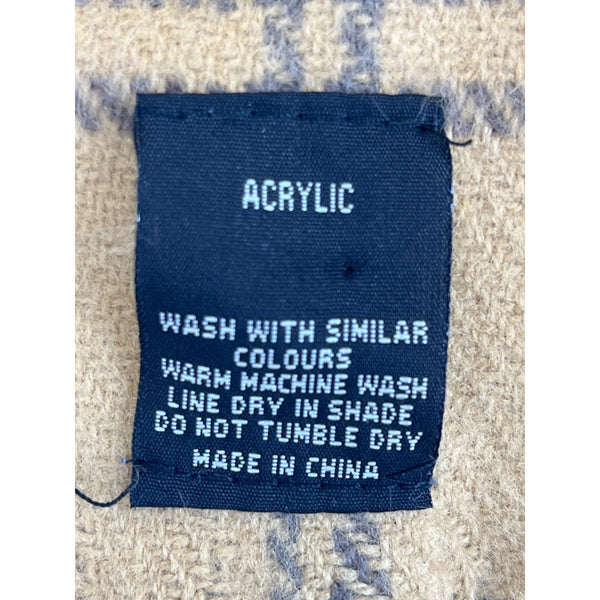 ACRYLIC
WASH WITH SIMILAR
COLOURS
WARM MACHINE WASH
LINE DRY IN SHADE
DO NOT TUMBLE DRY
MADE IN CHINA